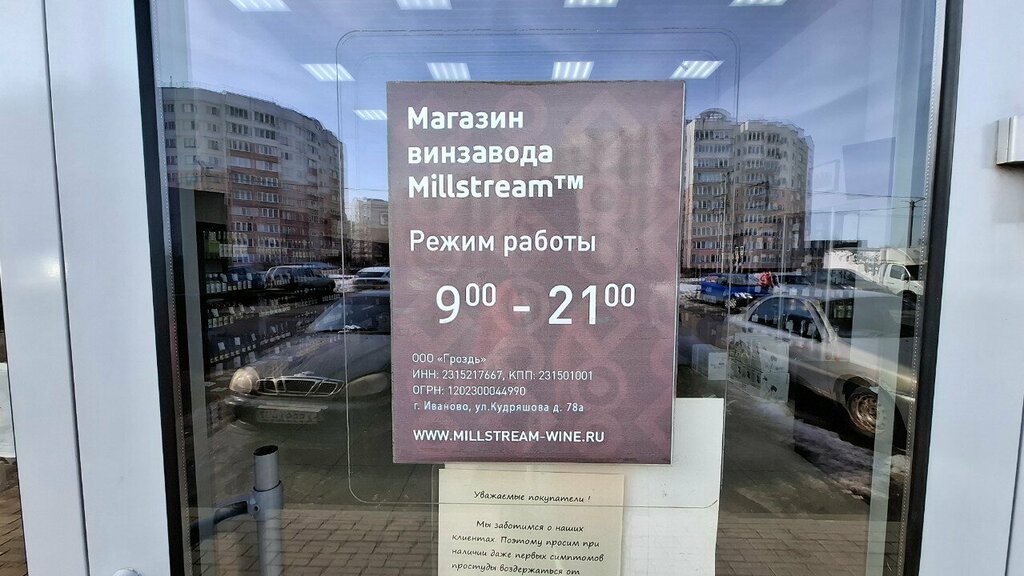 Магазин
винзавода
Millstream™
Режим работы
9⁰⁰ - 21⁰⁰
ООО «Гроздь»
ИНН: 2315217667, КПП: 231501001
ОГРН: 1202300044990
г. Иваново, ул.Кудряшова д. 78а
WWW.MILLSTREAM-WINE.RU
Уважаемые покупатели !
Мы заботимся о наших
клиентах. Поэтому просим при
наличии даже первых симптомов
простуды воздержаться от